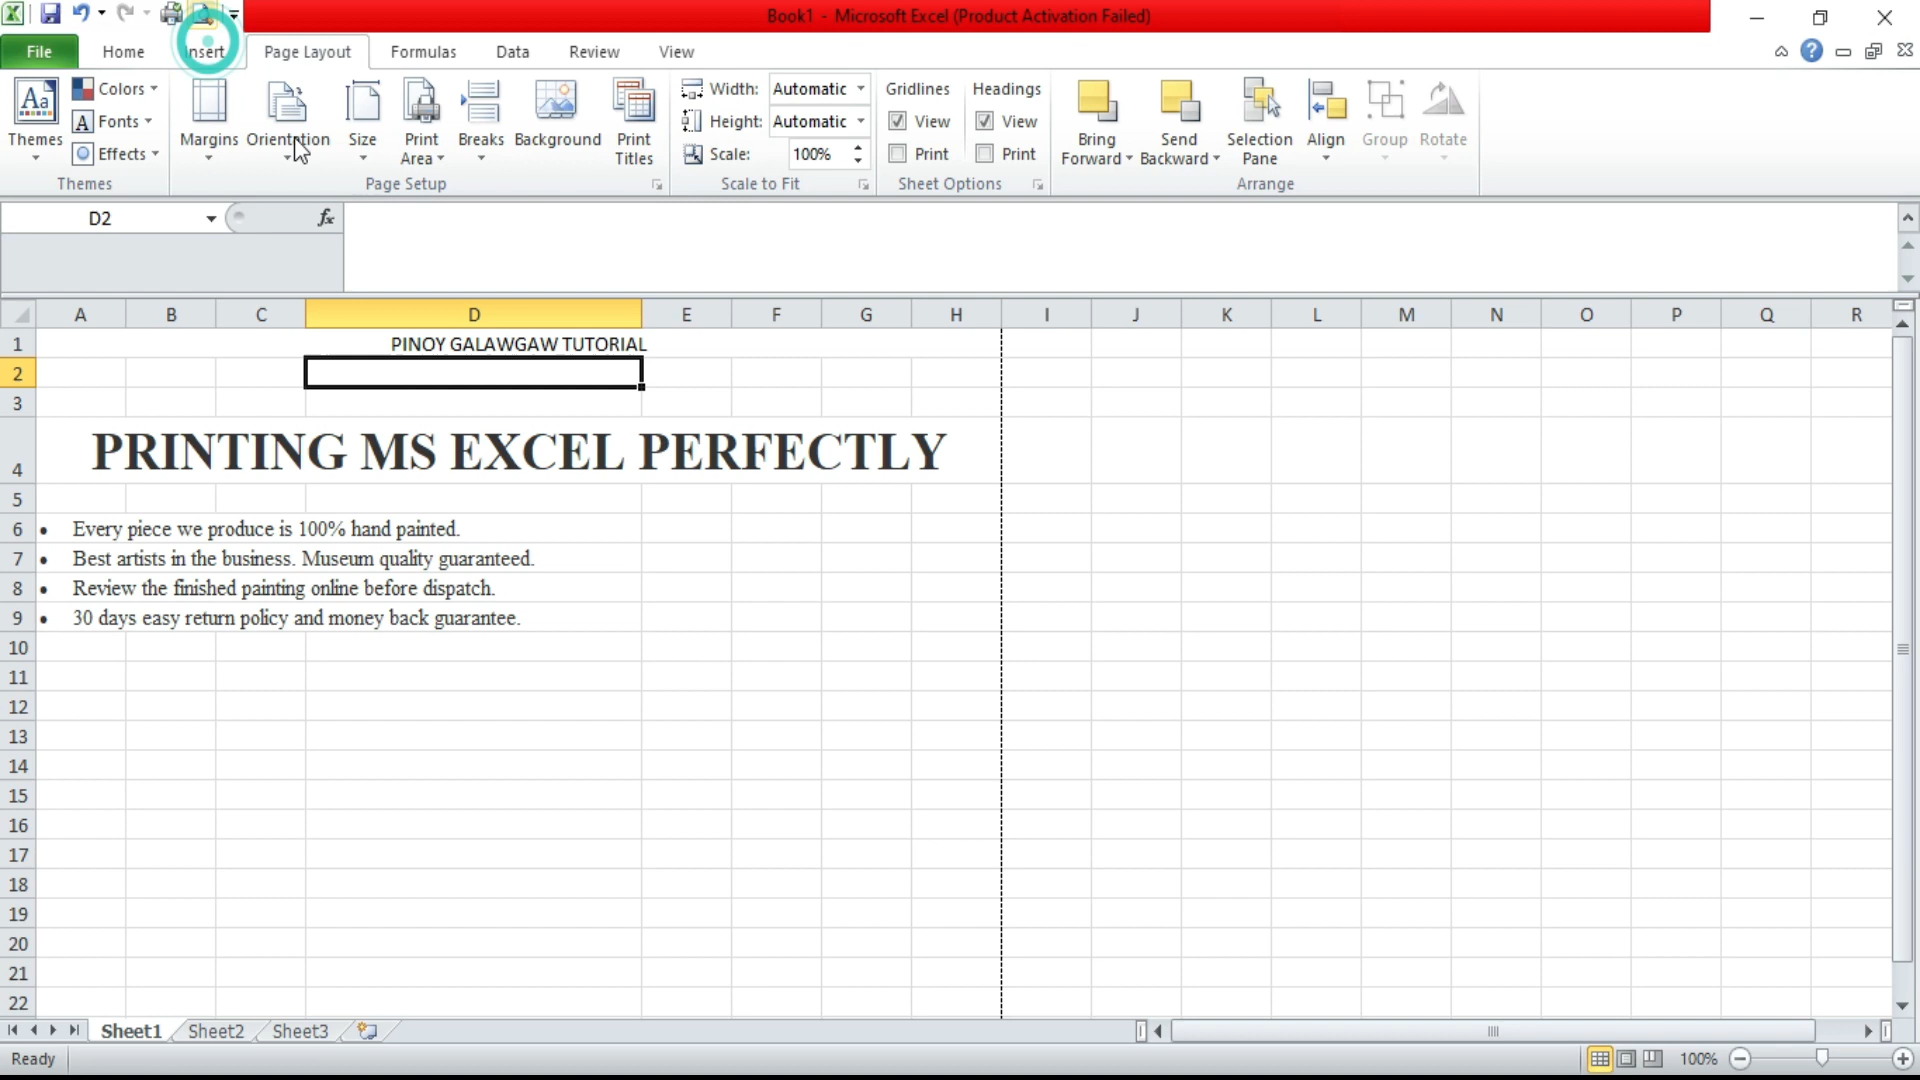 Book1 - Microsoft Excel (Product Activation Failed)
File Home Insert Page Layout Formulas Data Review View
Themes
Colors
Fonts
Effects
Themes
Margins
Orientation
Size
Print Area
Breaks
Background
Print Titles
Page Setup
Width: Automatic
Height: Automatic
Scale: 100%
Scale to Fit
Gridlines
View
Print
Headings
View
Print
Sheet Options
Bring Forward
Send Backward
Selection Pane
Align
Group
Rotate
Arrange
D2 fx
A B C D E F G H I J K L M N O P Q R
1 PINOY GALAWGAW TUTORIAL
2
3
4 PRINTING MS EXCEL PERFECTLY
5
6 • Every piece we produce is 100% hand painted.
7 • Best artists in the business. Museum quality guaranteed.
8 • Review the finished painting online before dispatch.
9 • 30 days easy return policy and money back guarantee.
10
11
12
13
14
15
16
17
18
19
20
21
22
Sheet1 Sheet2 Sheet3
Ready 100%